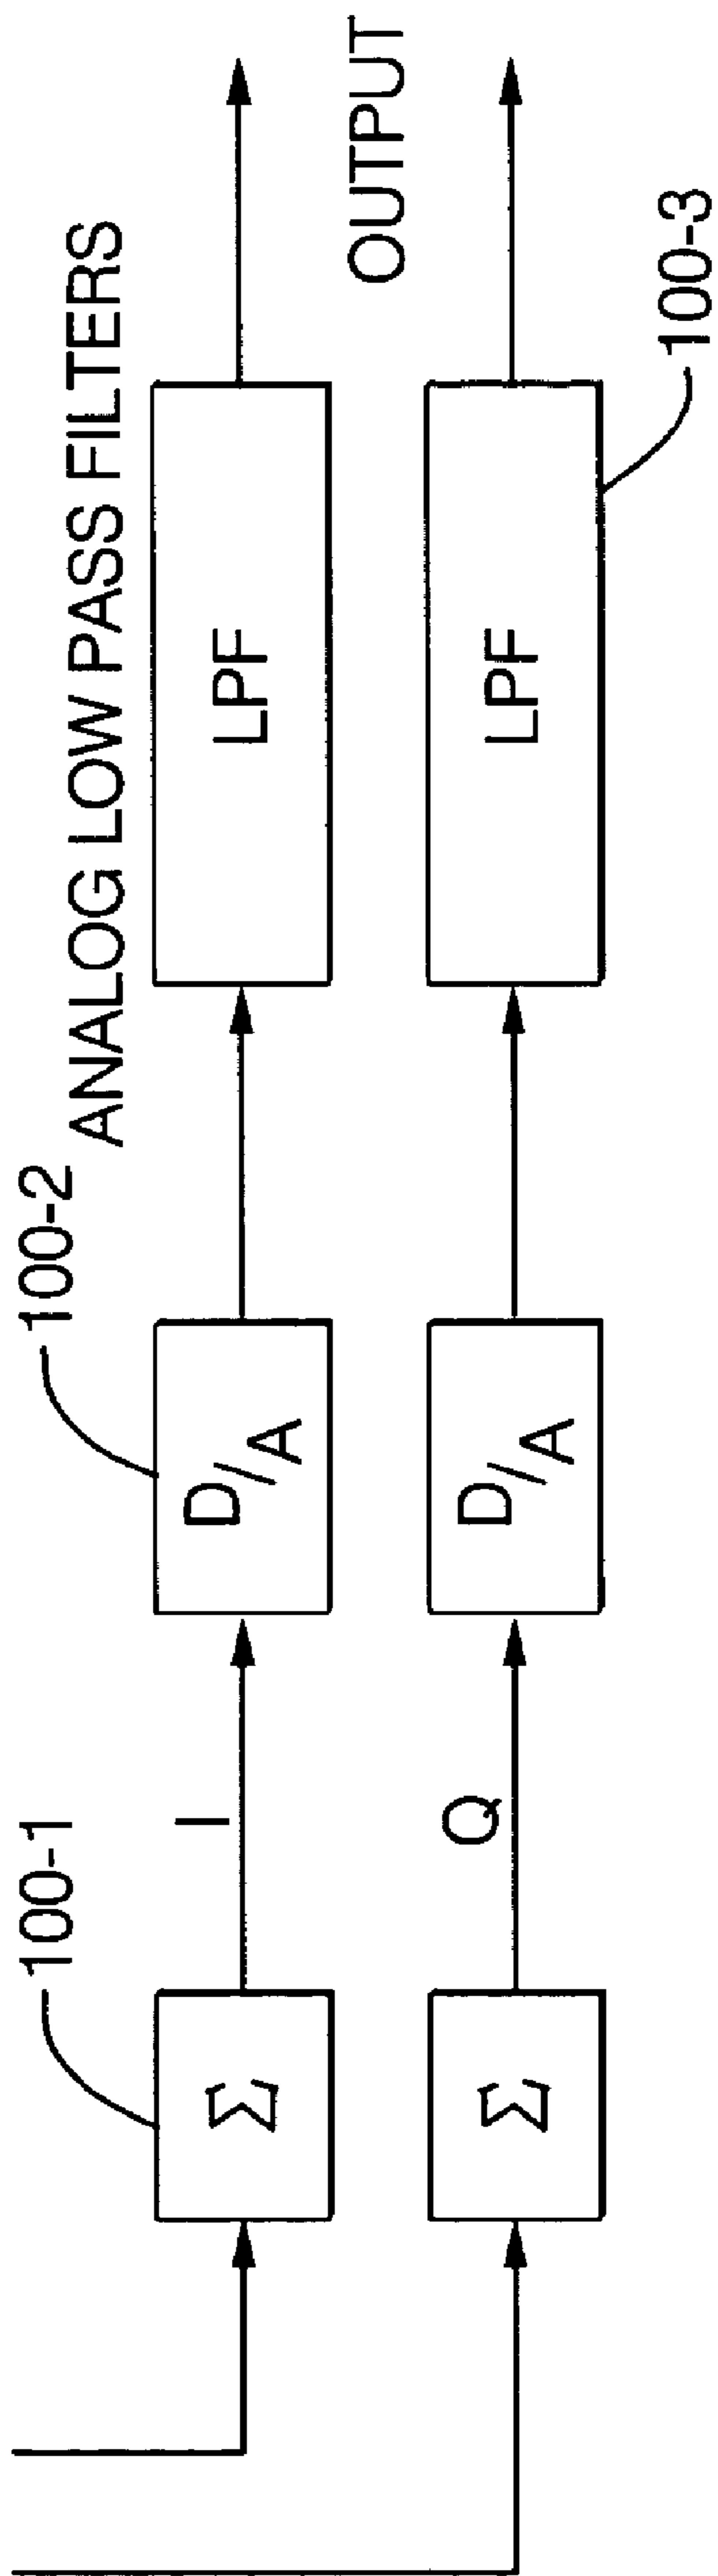 100-1
100-2
ANALOG LOW PASS FILTERS
Σ
I
D/A
LPF
OUTPUT
Σ
Q
D/A
LPF
100-3